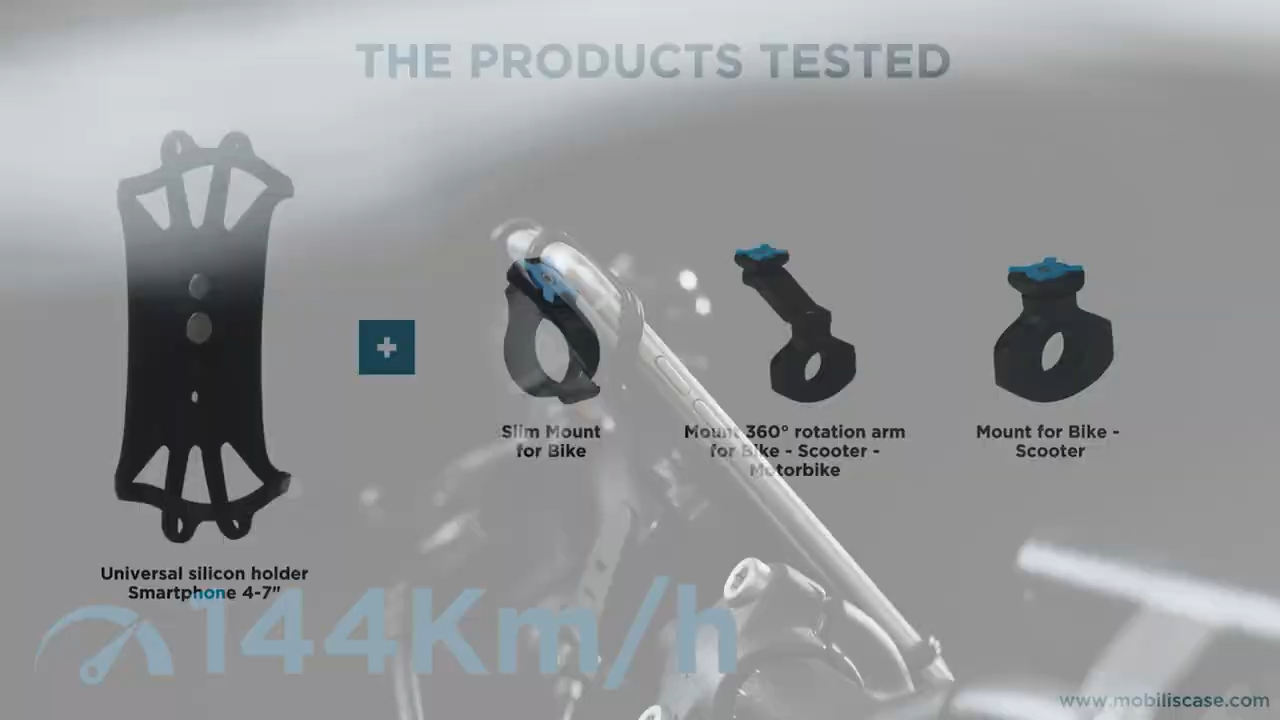 THE PRODUCTS TESTED
Slim Mount
for Bike
Mount 360° rotation arm
for Bike - Scooter -
Motorbike
Mount for Bike -
Scooter
Universal silicon holder
Smartphone 4-7"
144Km/h
www.mobiliscase.com